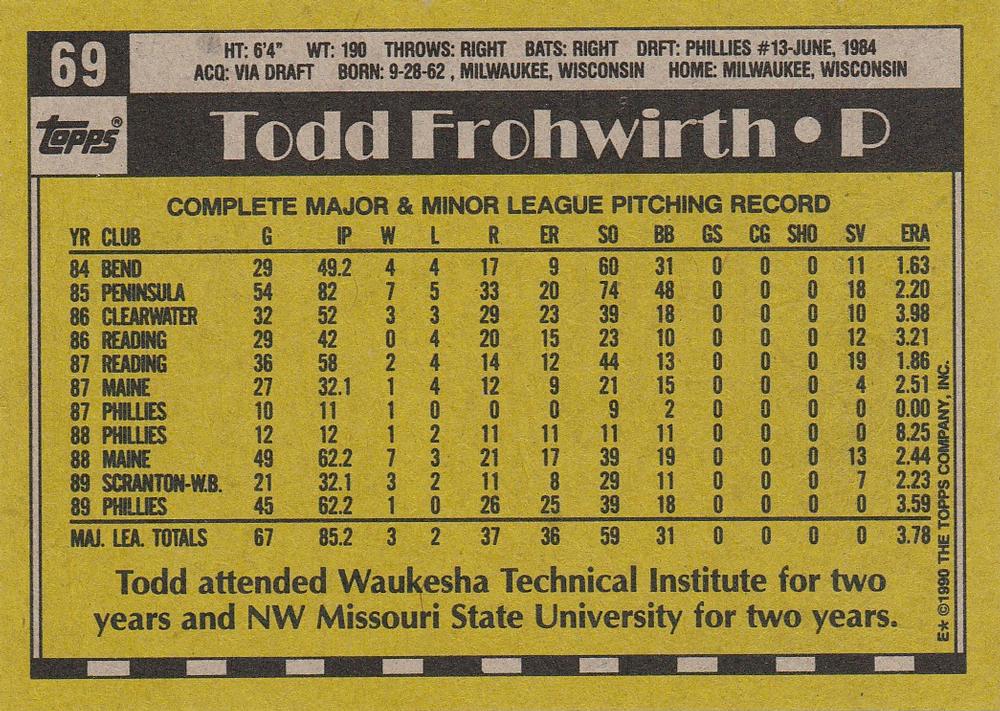 69
HT: 6'4" WT: 190 THROWS: RIGHT BATS: RIGHT DRFT: PHILLIES #13-JUNE, 1984
ACQ: VIA DRAFT BORN: 9-28-62 , MILWAUKEE, WISCONSIN HOME: MILWAUKEE, WISCONSIN
topps®
Todd Frohwirth • P
COMPLETE MAJOR & MINOR LEAGUE PITCHING RECORD
YR CLUB G IP W L R ER SO BB GS CG SHO SV ERA
84 BEND 29 49.2 4 4 17 9 60 31 0 0 0 11 1.63
85 PENINSULA 54 82 7 5 33 20 74 48 0 0 0 18 2.20
86 CLEARWATER 32 52 3 3 29 23 39 18 0 0 0 10 3.98
86 READING 29 42 0 4 20 15 23 10 0 0 0 12 3.21
87 READING 36 58 2 4 14 12 44 13 0 0 0 19 1.86
87 MAINE 27 32.1 1 4 12 9 21 15 0 0 0 4 2.51
87 PHILLIES 10 11 1 0 0 0 9 2 0 0 0 0 0.00
88 PHILLIES 12 12 1 2 11 11 11 11 0 0 0 0 8.25
88 MAINE 49 62.2 7 3 21 17 39 19 0 0 0 13 2.44
89 SCRANTON-W.B. 21 32.1 3 2 11 8 29 11 0 0 0 7 2.23
89 PHILLIES 45 62.2 1 0 26 25 39 18 0 0 0 0 3.59
MAJ. LEA. TOTALS 67 85.2 3 2 37 36 59 31 0 0 0 0 3.78
Todd attended Waukesha Technical Institute for two
years and NW Missouri State University for two years.
E* ©1990 THE TOPPS COMPANY, INC.